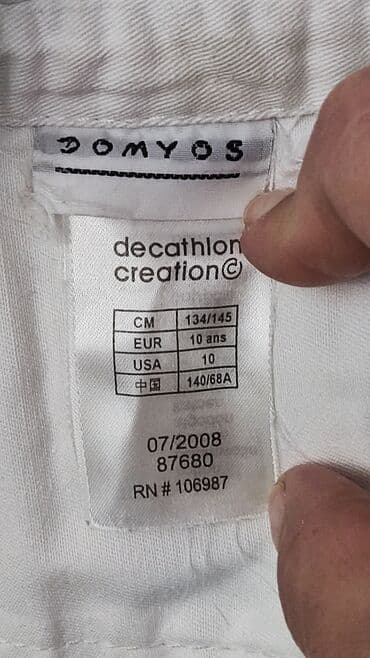 DOMYOS
decathlon
creation©
CM 134/145
EUR 10 ans
USA 10
中国 140/68A
07/2008
87680
RN # 106987